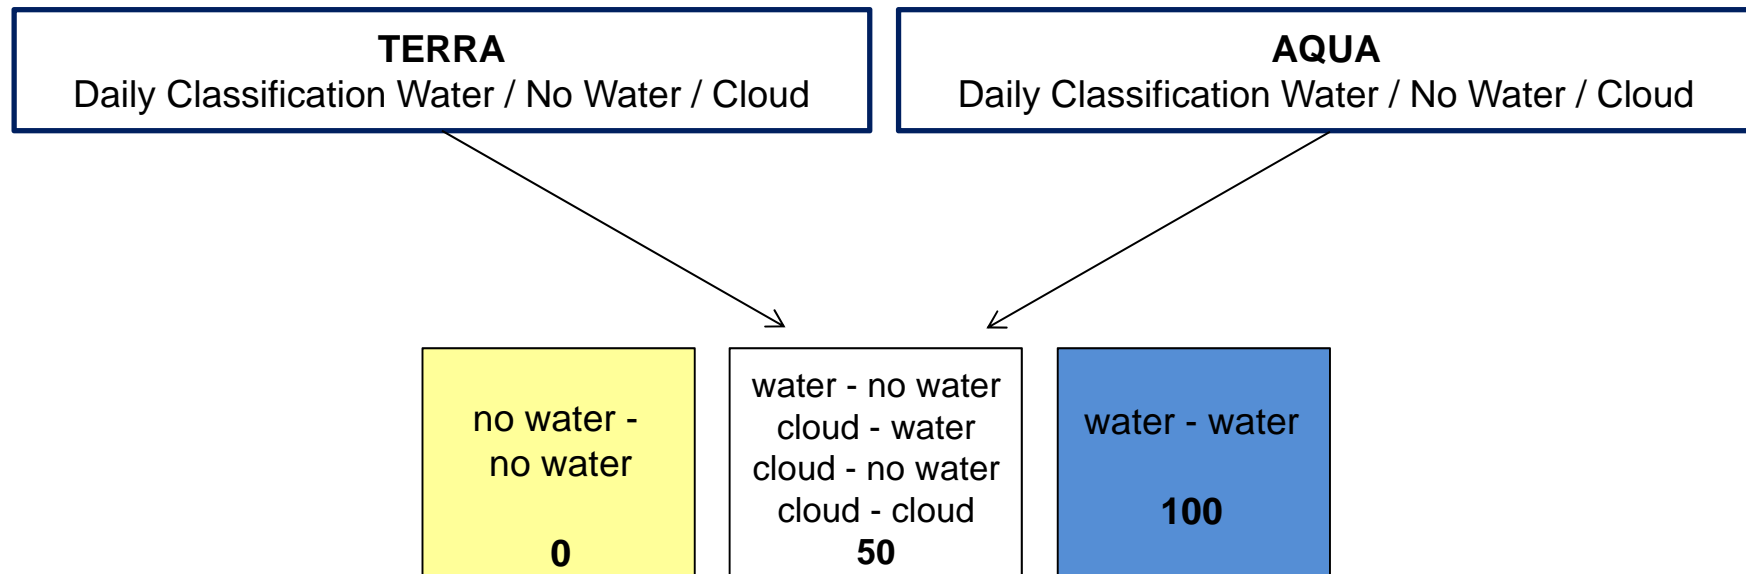 TERRA
Daily Classification Water / No Water / Cloud
AQUA
Daily Classification Water / No Water / Cloud
no water -
no water
0
water - no water
cloud - water
cloud - no water
cloud - cloud
50
water - water
100